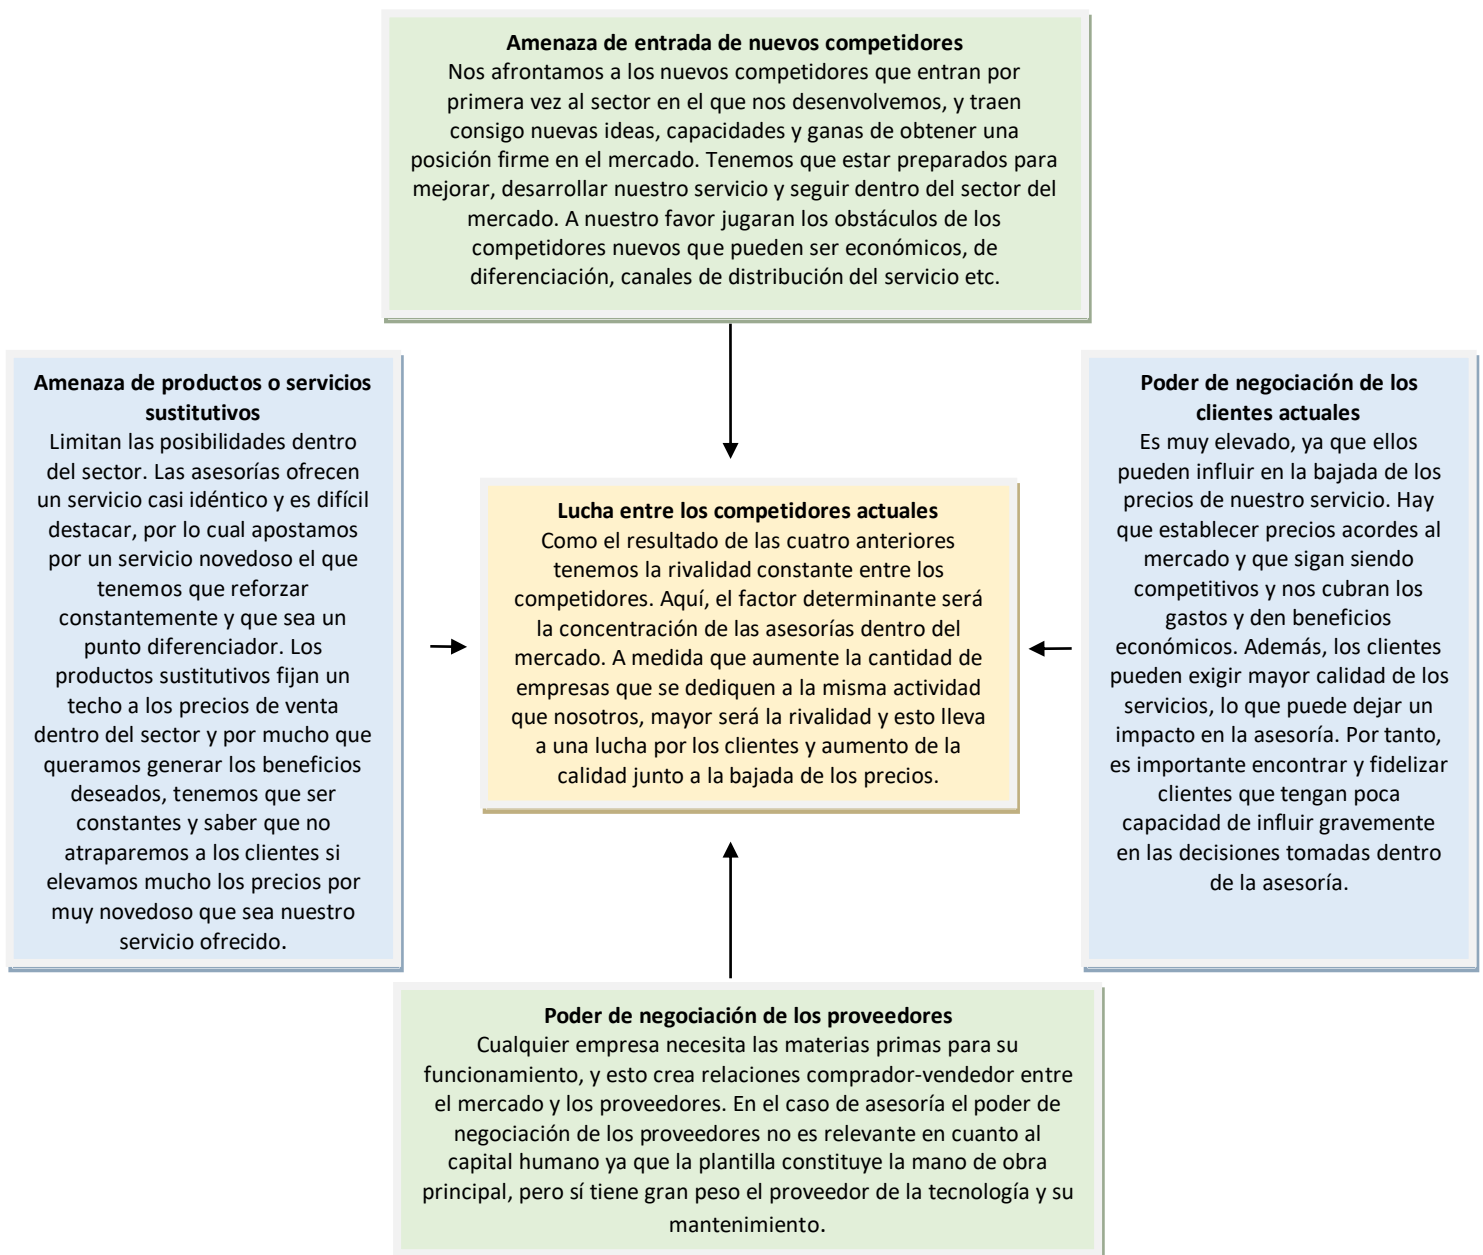 Amenaza de entrada de nuevos competidores
Nos afrontamos a los nuevos competidores que entran por
primera vez al sector en el que nos desenvolvemos, y traen
consigo nuevas ideas, capacidades y ganas de obtener una
posición firme en el mercado. Tenemos que estar preparados para
mejorar, desarrollar nuestro servicio y seguir dentro del sector del
mercado. A nuestro favor jugaran los obstáculos de los
competidores nuevos que pueden ser económicos, de
diferenciación, canales de distribución del servicio etc.
Amenaza de productos o servicios
sustitutivos
Limitan las posibilidades dentro
del sector. Las asesorías ofrecen
un servicio casi idéntico y es difícil
destacar, por lo cual apostamos
por un servicio novedoso el que
tenemos que reforzar
constantemente y que sea un
punto diferenciador. Los
productos sustitutivos fijan un
techo a los precios de venta
dentro del sector y por mucho que
queramos generar los beneficios
deseados, tenemos que ser
constantes y saber que no
atraparemos a los clientes si
elevamos mucho los precios por
muy novedoso que sea nuestro
servicio ofrecido.
Lucha entre los competidores actuales
Como el resultado de las cuatro anteriores
tenemos la rivalidad constante entre los
competidores. Aquí, el factor determinante será
la concentración de las asesorías dentro del
mercado. A medida que aumente la cantidad de
empresas que se dediquen a la misma actividad
que nosotros, mayor será la rivalidad y esto lleva
a una lucha por los clientes y aumento de la
calidad junto a la bajada de los precios.
Poder de negociación de los
clientes actuales
Es muy elevado, ya que ellos
pueden influir en la bajada de los
precios de nuestro servicio. Hay
que establecer precios acordes al
mercado y que sigan siendo
competitivos y nos cubran los
gastos y den beneficios
económicos. Además, los clientes
pueden exigir mayor calidad de los
servicios, lo que puede dejar un
impacto en la asesoría. Por tanto,
es importante encontrar y fidelizar
clientes que tengan poca
capacidad de influir gravemente
en las decisiones tomadas dentro
de la asesoría.
Poder de negociación de los proveedores
Cualquier empresa necesita las materias primas para su
funcionamiento, y esto crea relaciones comprador-vendedor entre
el mercado y los proveedores. En el caso de asesoría el poder de
negociación de los proveedores no es relevante en cuanto al
capital humano ya que la plantilla constituye la mano de obra
principal, pero sí tiene gran peso el proveedor de la tecnología y su
mantenimiento.